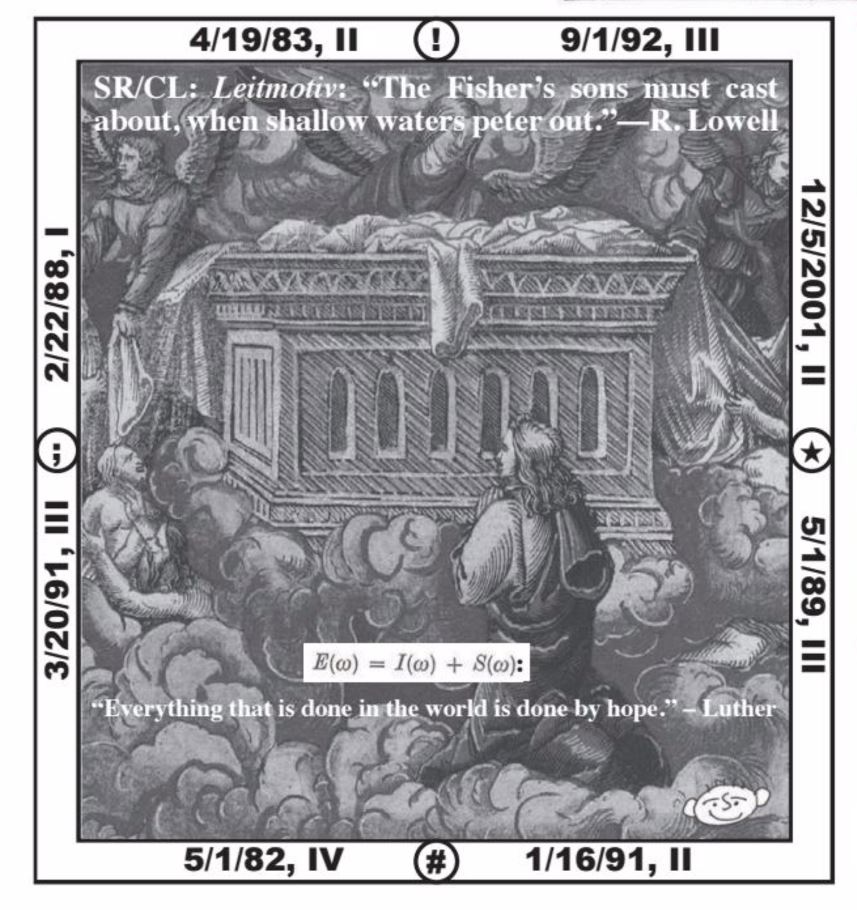 4/19/83, II ! 9/1/92, III
SR/CL: Leitmotiv: “The Fisher’s sons must cast
about, when shallow waters peter out.”—R. Lowell
2/22/88, I
3/20/91, III
12/5/2001, II
★
5/1/89, III
E(ω) = I(ω) + S(ω):
“Everything that is done in the world is done by hope.” – Luther
5/1/82, IV # 1/16/91, II